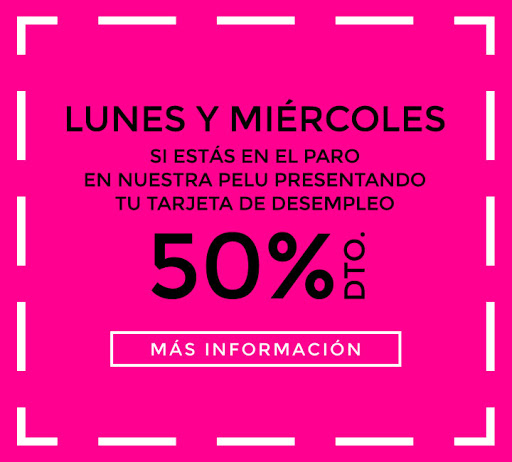 LUNES Y MIÉRCOLES
SI ESTÁS EN EL PARO
EN NUESTRA PELU PRESENTANDO
TU TARJETA DE DESEMPLEO
50% DTO.
MÁS INFORMACIÓN